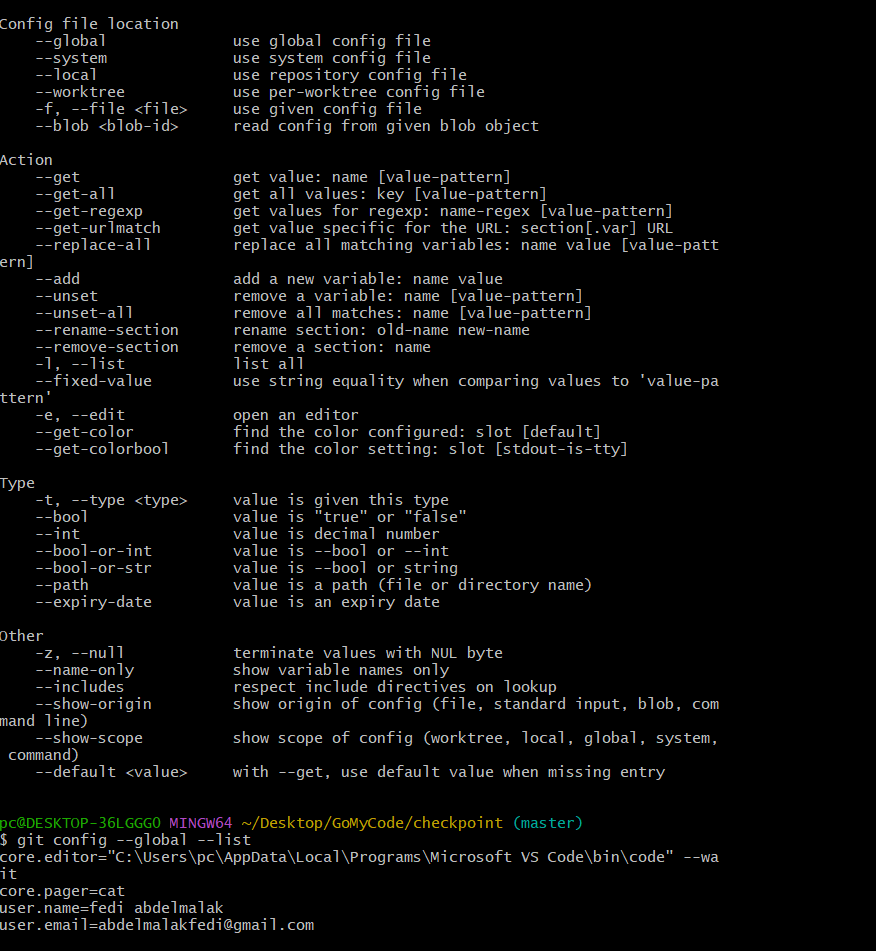 Config file location
    --global              use global config file
    --system              use system config file
    --local               use repository config file
    --worktree            use per-worktree config file
    -f, --file <file>     use given config file
    --blob <blob-id>      read config from given blob object

Action
    --get                 get value: name [value-pattern]
    --get-all             get all values: key [value-pattern]
    --get-regexp          get values for regexp: name-regex [value-pattern]
    --get-urlmatch        get value specific for the URL: section[.var] URL
    --replace-all         replace all matching variables: name value [value-patt
ern]
    --add                 add a new variable: name value
    --unset               remove a variable: name [value-pattern]
    --unset-all           remove all matches: name [value-pattern]
    --rename-section      rename section: old-name new-name
    --remove-section      remove a section: name
    -l, --list            list all
    --fixed-value         use string equality when comparing values to 'value-pa
ttern'
    -e, --edit            open an editor
    --get-color           find the color configured: slot [default]
    --get-colorbool       find the color setting: slot [stdout-is-tty]

Type
    -t, --type <type>     value is given this type
    --bool                value is "true" or "false"
    --int                 value is decimal number
    --bool-or-int         value is --bool or --int
    --bool-or-str         value is --bool or string
    --path                value is a path (file or directory name)
    --expiry-date         value is an expiry date

Other
    -z, --null            terminate values with NUL byte
    --name-only           show variable names only
    --includes            respect include directives on lookup
    --show-origin         show origin of config (file, standard input, blob, com
mand line)
    --show-scope          show scope of config (worktree, local, global, system,
 command)
    --default <value>     with --get, use default value when missing entry


pc@DESKTOP-36LGGGO MINGW64 ~/Desktop/GoMyCode/checkpoint (master)
$ git config --global --list
core.editor="C:\Users\pc\AppData\Local\Programs\Microsoft VS Code\bin\code" --wa
it
core.pager=cat
user.name=fedi abdelmalak
user.email=abdelmalakfedi@gmail.com